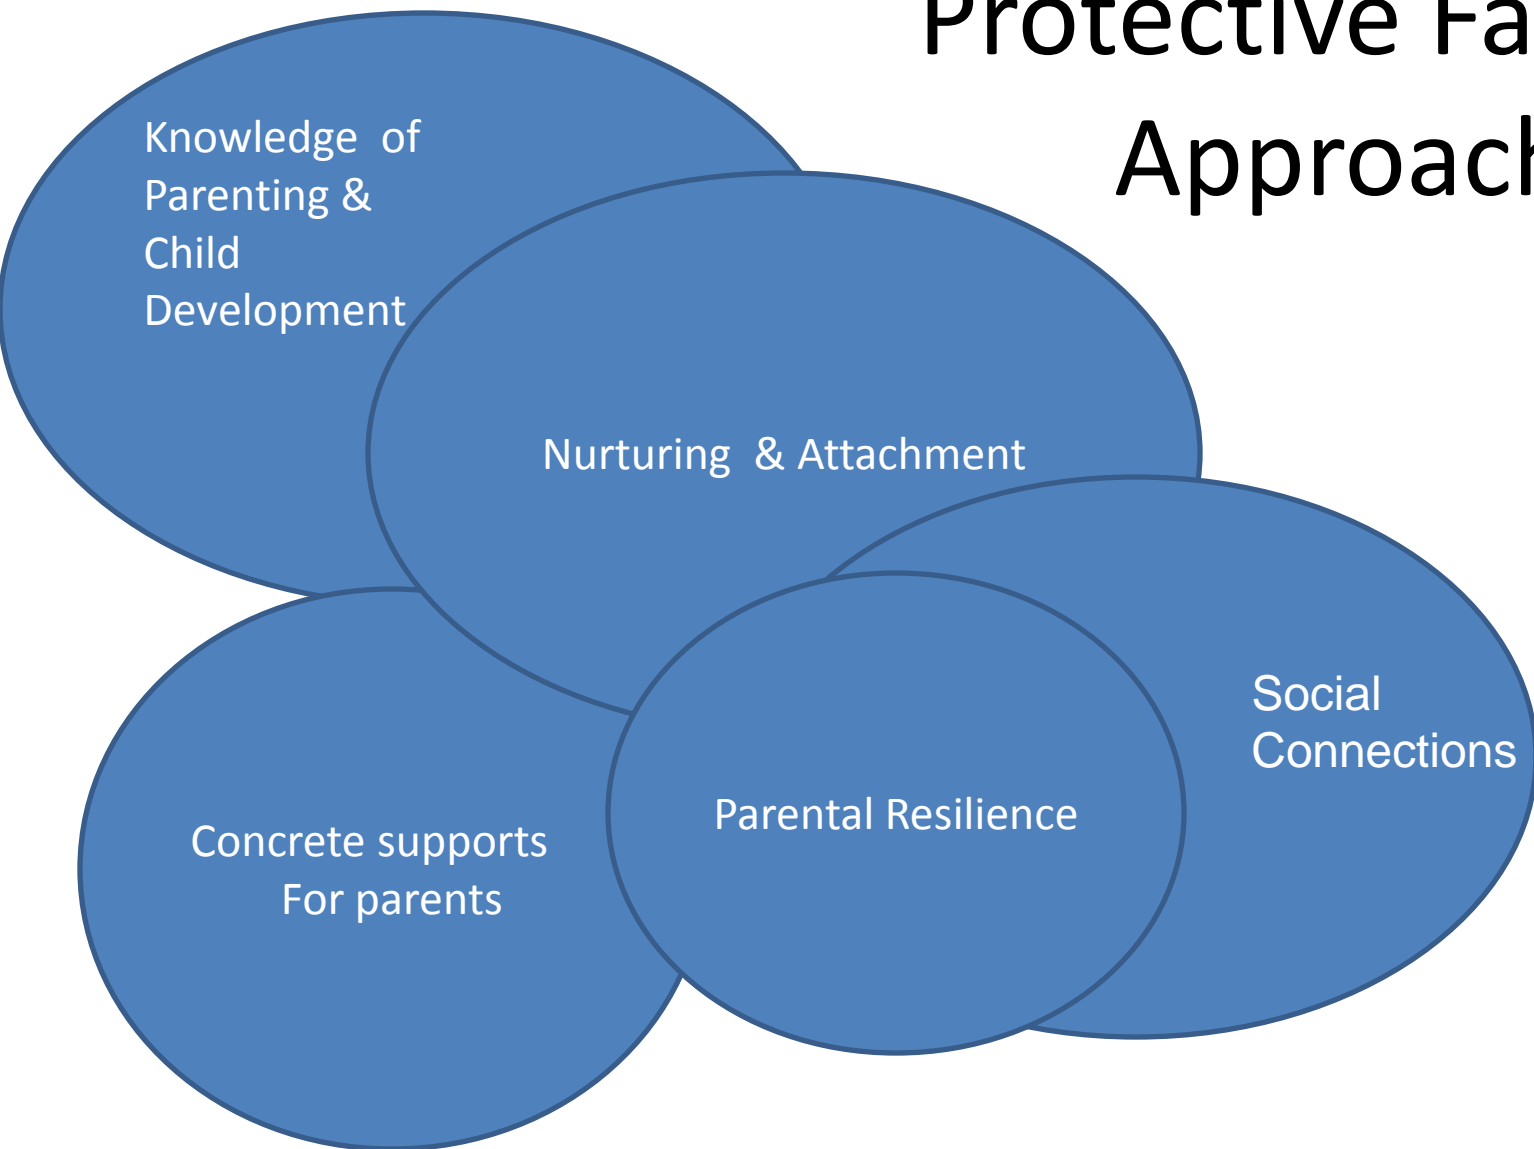 Protective Fa
Approach
Knowledge of
Parenting &
Child
Development
Nurturing & Attachment
Social
Connections
Parental Resilience
Concrete supports
For parents